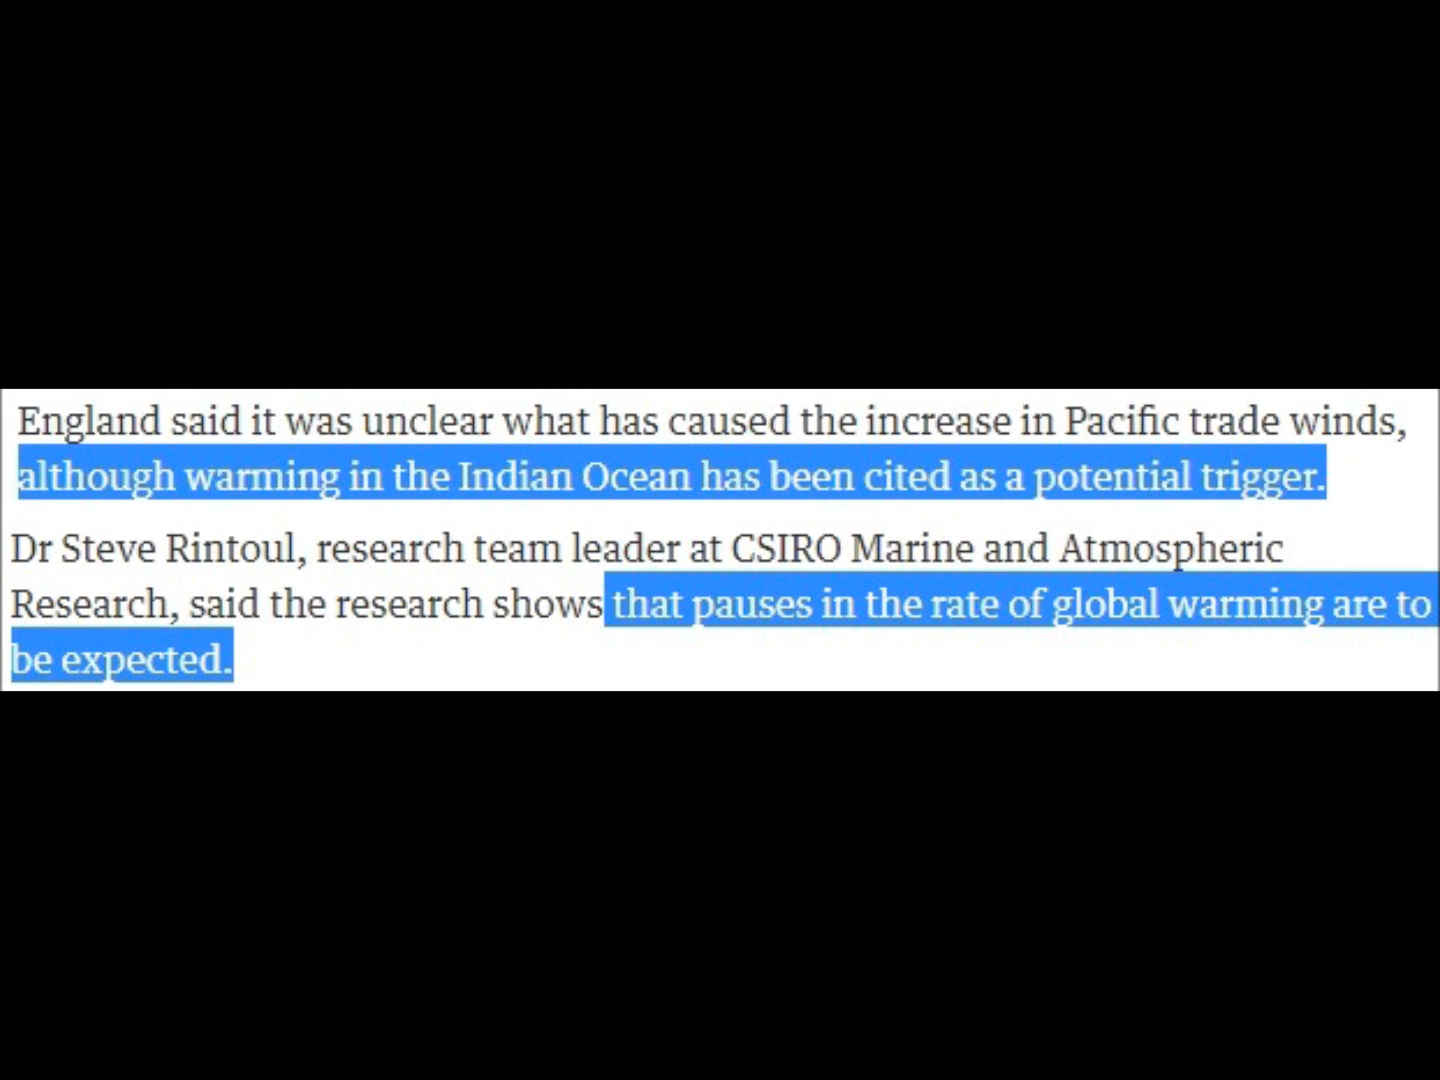 England said it was unclear what has caused the increase in Pacific trade winds,
although warming in the Indian Ocean has been cited as a potential trigger.
Dr Steve Rintoul, research team leader at CSIRO Marine and Atmospheric
Research, said the research shows that pauses in the rate of global warming are to
be expected.